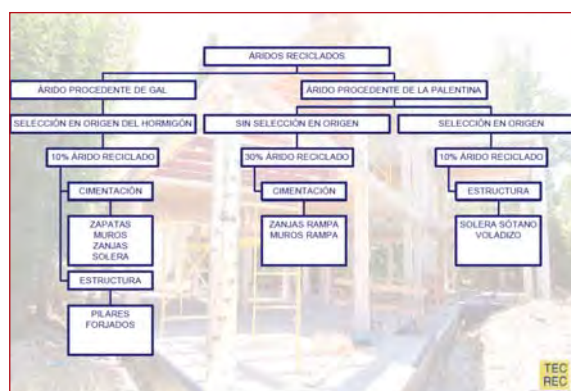 ÁRIDOS RECICLADOS
ÁRIDO PROCEDENTE DE GAL
ÁRIDO PROCEDENTE DE LA PALENTINA
SELECCIÓN EN ORIGEN DEL HORMIGÓN
SIN SELECCIÓN EN ORIGEN
SELECCIÓN EN ORIGEN
10% ÁRIDO RECICLADO
30% ÁRIDO RECICLADO
10% ÁRIDO RECICLADO
CIMENTACIÓN
CIMENTACIÓN
ESTRUCTURA
ZAPATAS
MUROS
ZANJAS
SOLERA
ZANJAS RAMPA
MUROS RAMPA
SOLERA SÓTANO
VOLADIZO
ESTRUCTURA
PILARES
FORJADOS
TEC
REC